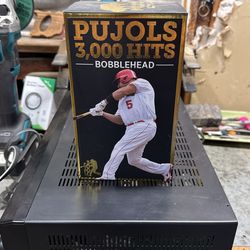 PUJOLS
3,000 HITS
BOBBLEHEAD
5